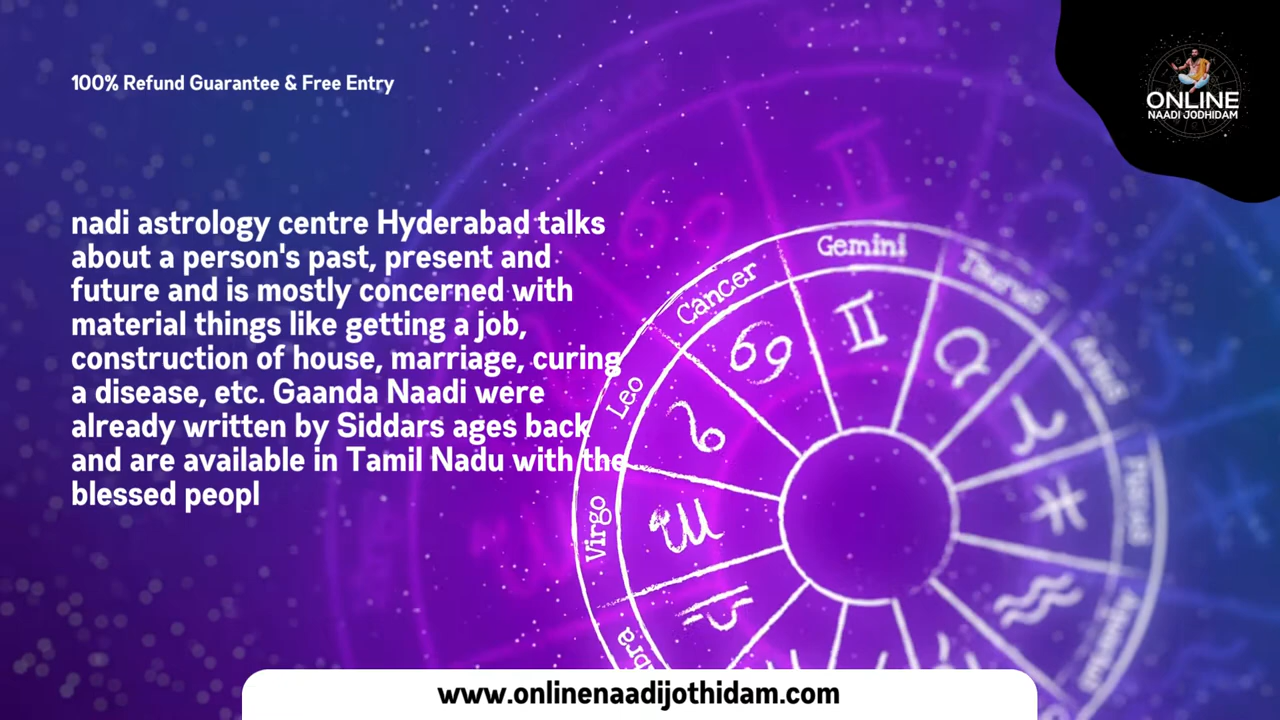 100% Refund Guarantee & Free Entry
ONLINE
NAADI JODHIDAM
nadi astrology centre Hyderabad talks
about a person's past, present and
future and is mostly concerned with
material things like getting a job,
construction of house, marriage, curing
a disease, etc. Gaanda Naadi were
already written by Siddars ages back
and are available in Tamil Nadu with the
blessed peopl
Gemini
Cancer
Taurus
Leo
Aries
Virgo
Pisces
www.onlinenaadijothidam.com